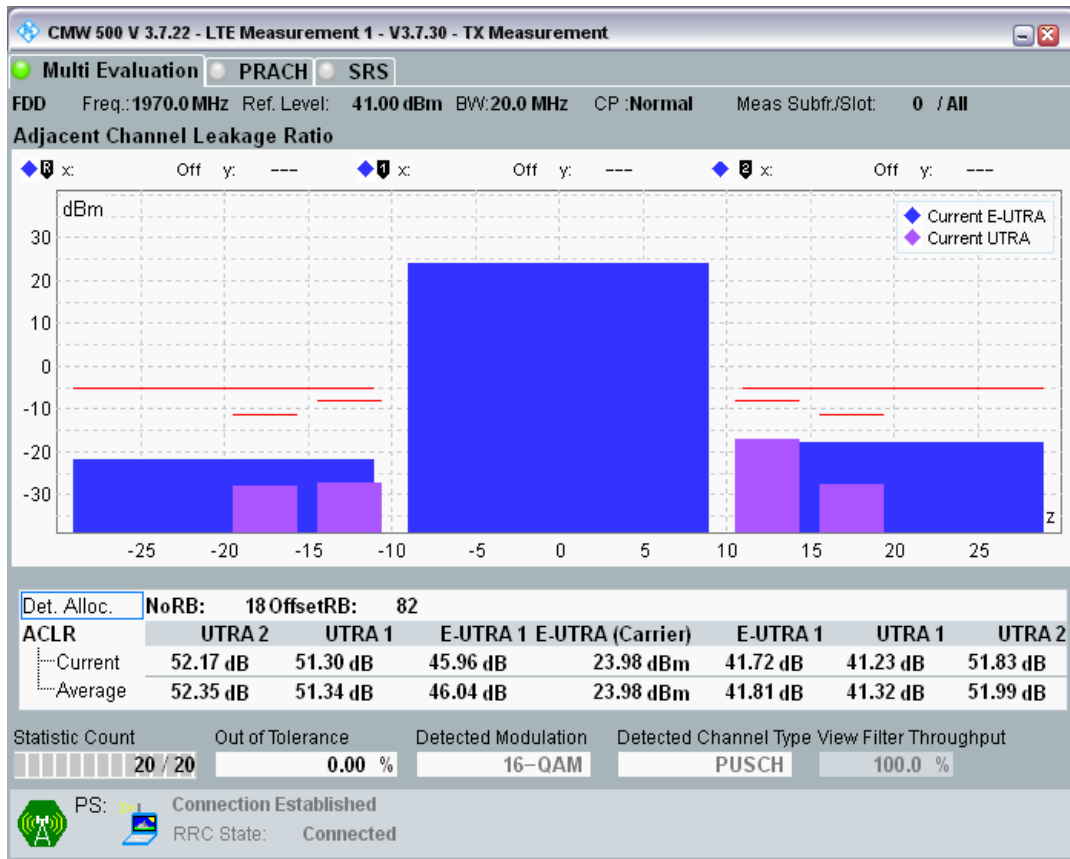 CMW 500 V 3.7.22 - LTE Measurement 1 - V3.7.30 - TX Measurement
Multi Evaluation PRACH SRS
FDD Freq.: 1970.0 MHz Ref. Level: 41.00 dBm BW: 20.0 MHz CP :Normal Meas Subfr./Slot: 0 / All
Adjacent Channel Leakage Ratio
R x: Off y: --- 1 x: Off y: --- 2 x: Off y: ---
dBm
Current E-UTRA
Current UTRA
30
20
10
0
-10
-20
-30
z
-25 -20 -15 -10 -5 0 5 10 15 20 25
Det. Alloc. NoRB: 18 OffsetRB: 82
ACLR UTRA 2 UTRA 1 E-UTRA 1 E-UTRA (Carrier) E-UTRA 1 UTRA 1 UTRA 2
Current 52.17 dB 51.30 dB 45.96 dB 23.98 dBm 41.72 dB 41.23 dB 51.83 dB
Average 52.35 dB 51.34 dB 46.04 dB 23.98 dBm 41.81 dB 41.32 dB 51.99 dB
Statistic Count Out of Tolerance Detected Modulation Detected Channel Type View Filter Throughput
20 / 20 0.00 % 16-QAM PUSCH 100.0 %
PS: Connection Established
RRC State: Connected